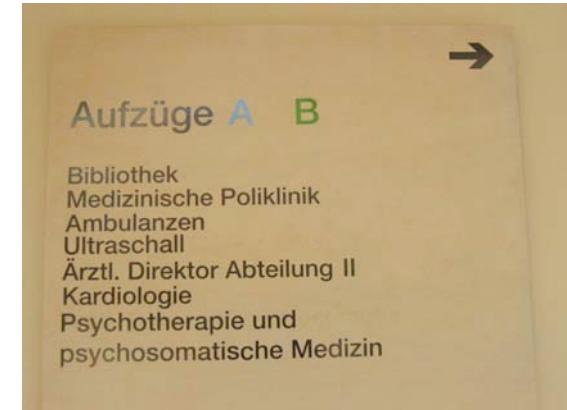 Aufzüge A B
Bibliothek
Medizinische Poliklinik
Ambulanzen
Ultraschall
Ärztl. Direktor Abteilung II
Kardiologie
Psychotherapie und
psychosomatische Medizin